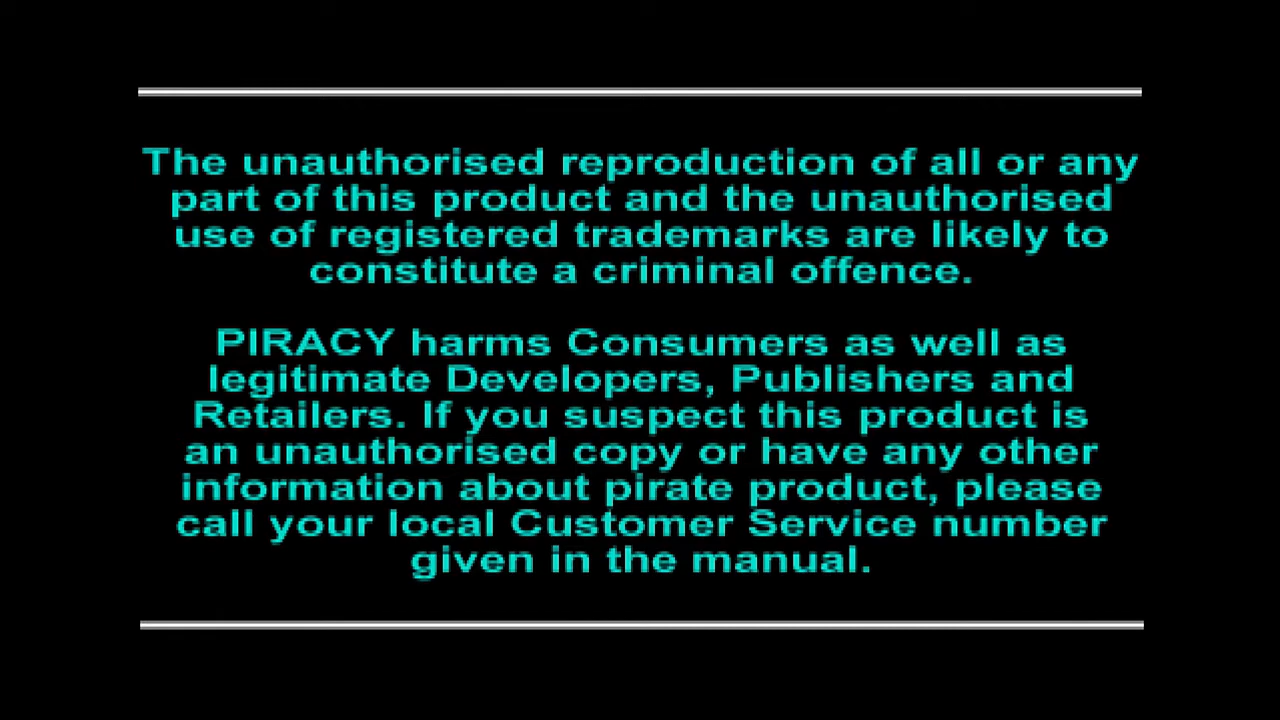 The unauthorised reproduction of all or any
part of this product and the unauthorised
use of registered trademarks are likely to
constitute a criminal offence.
PIRACY harms Consumers as well as
legitimate Developers, Publishers and
Retailers. If you suspect this product is
an unauthorised copy or have any other
information about pirate product, please
call your local Customer Service number
given in the manual.